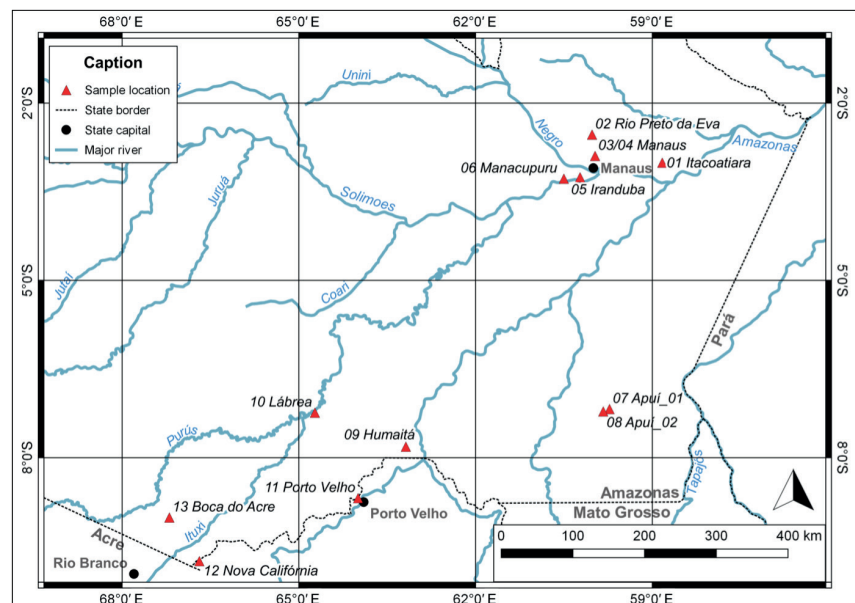 68°0′ E
65°0′ E
62°0′ E
59°0′ E
Caption
Sample location
State border
State capital
Major river
2°0′S
2°0′S
Unini
Negro
02 Rio Preto da Eva
03/04 Manaus
Amazonas
06 Manacupuru
Manaus
01 Itacoatiara
05 Iranduba
Solimoes
Juruá
Jutaí
Coari
5°0′S
5°0′S
Pará
07 Apuí_01
08 Apuí_02
10 Lábrea
09 Humaitá
Purús
8°0′S
8°0′S
Tapajós
11 Porto Velho
Amazonas
Mato Grosso
Porto Velho
13 Boca do Acre
Ituxi
Acre
Rio Branco
12 Nova Califórnia
0
100
200
300
400 km
68°0′ E
65°0′ E
62°0′ E
59°0′ E